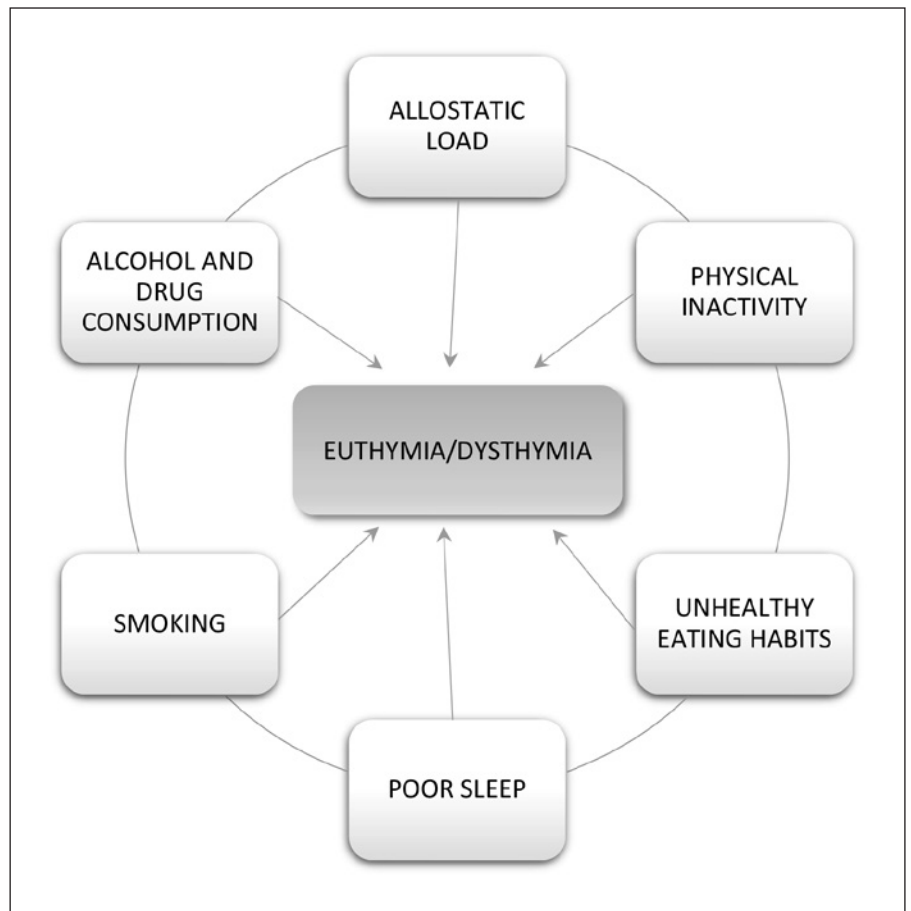 ALLOSTATIC
LOAD
ALCOHOL AND
DRUG
CONSUMPTION
PHYSICAL
INACTIVITY
EUTHYMIA/DYSTHYMIA
SMOKING
UNHEALTHY
EATING HABITS
POOR SLEEP